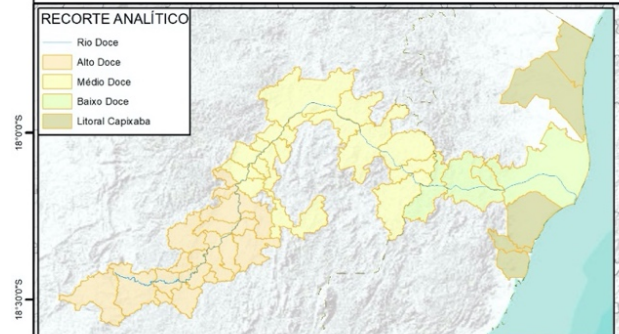 RECORTE ANALÍTICO
Rio Doce
Alto Doce
Médio Doce
Baixo Doce
Litoral Capixaba
18°0'0"S
18°30'0"S